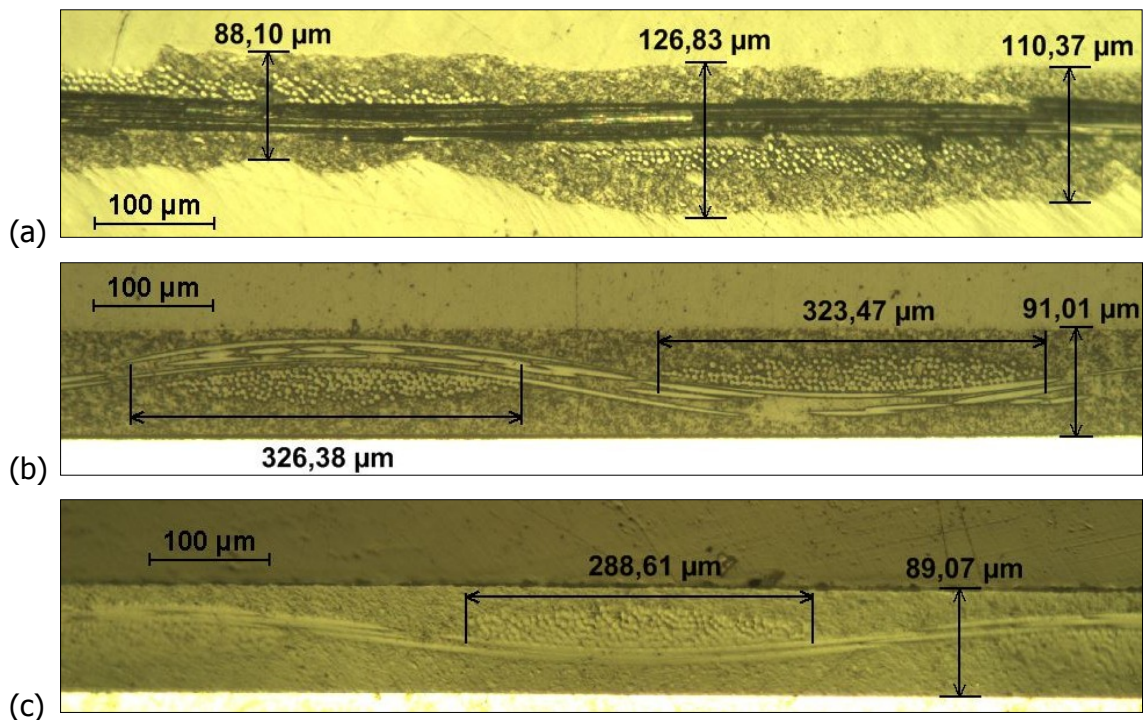 88,10 µm
126,83 µm
110,37 µm
100 µm
(a)
100 µm
323,47 µm
91,01 µm
326,38 µm
(b)
100 µm
288,61 µm
89,07 µm
(c)